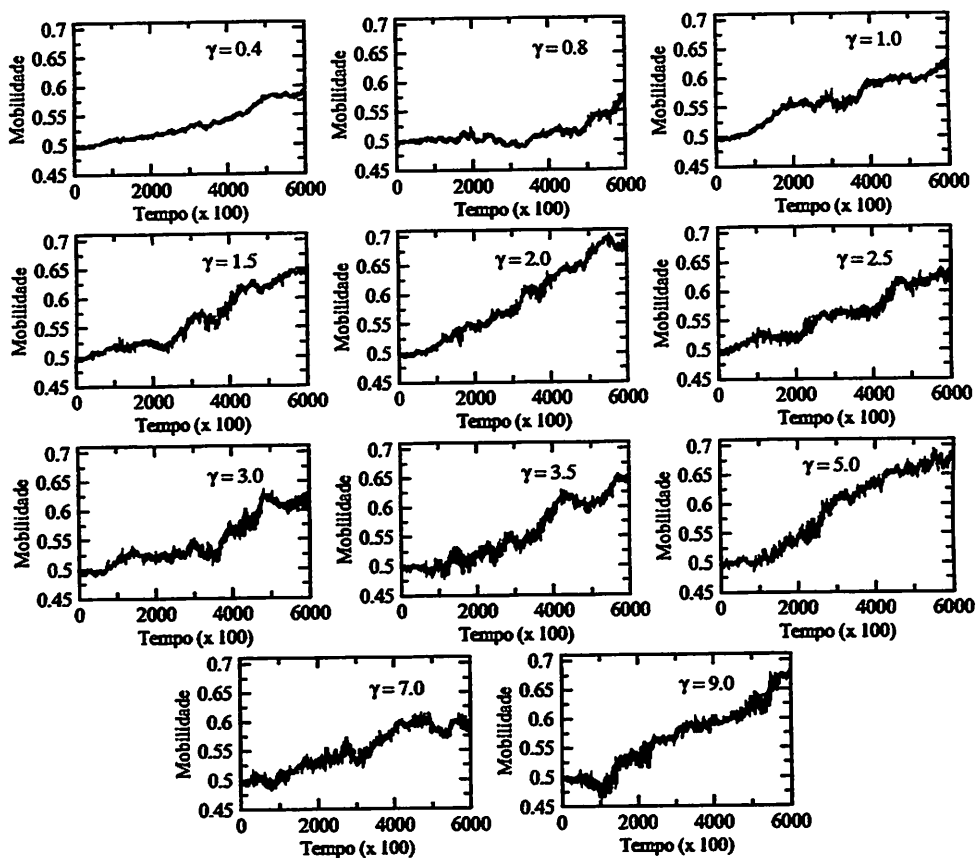 Mobilidade
0.7
0.65
0.6
0.55
0.5
0.45
γ = 0.4
0 2000 4000 6000
Tempo (x 100)
Mobilidade
0.7
0.65
0.6
0.55
0.5
0.45
γ = 0.8
0 2000 4000 6000
Tempo (x 100)
Mobilidade
0.7
0.65
0.6
0.55
0.5
0.45
γ = 1.0
0 2000 4000 6000
Tempo (x 100)
Mobilidade
0.7
0.65
0.6
0.55
0.5
0.45
γ = 1.5
0 2000 4000 6000
Tempo (x 100)
Mobilidade
0.7
0.65
0.6
0.55
0.5
0.45
γ = 2.0
0 2000 4000 6000
Tempo (x 100)
Mobilidade
0.7
0.65
0.6
0.55
0.5
0.45
γ = 2.5
0 2000 4000 6000
Tempo (x 100)
Mobilidade
0.7
0.65
0.6
0.55
0.5
0.45
γ = 3.0
0 2000 4000 6000
Tempo (x 100)
Mobilidade
0.7
0.65
0.6
0.55
0.5
0.45
γ = 3.5
0 2000 4000 6000
Tempo (x 100)
Mobilidade
0.7
0.65
0.6
0.55
0.5
0.45
γ = 5.0
0 2000 4000 6000
Tempo (x 100)
Mobilidade
0.7
0.65
0.6
0.55
0.5
0.45
γ = 7.0
0 2000 4000 6000
Tempo (x 100)
Mobilidade
0.7
0.65
0.6
0.55
0.5
0.45
γ = 9.0
0 2000 4000 6000
Tempo (x 100)